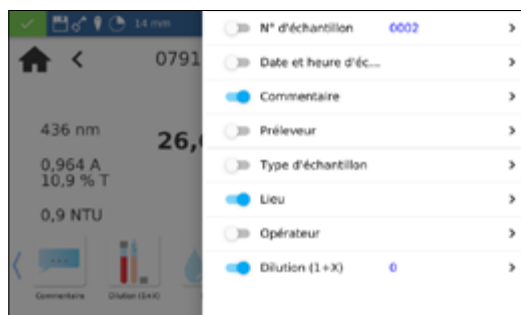 14 mm
0791
436 nm
26,
0,964 A
10,9 % T
0,9 NTU
Commentaire
Dilution (1+X)
N° d'échantillon 0002
Date et heure d'éc...
Commentaire
Préleveur
Type d'échantillon
Lieu
Opérateur
Dilution (1+X) 0